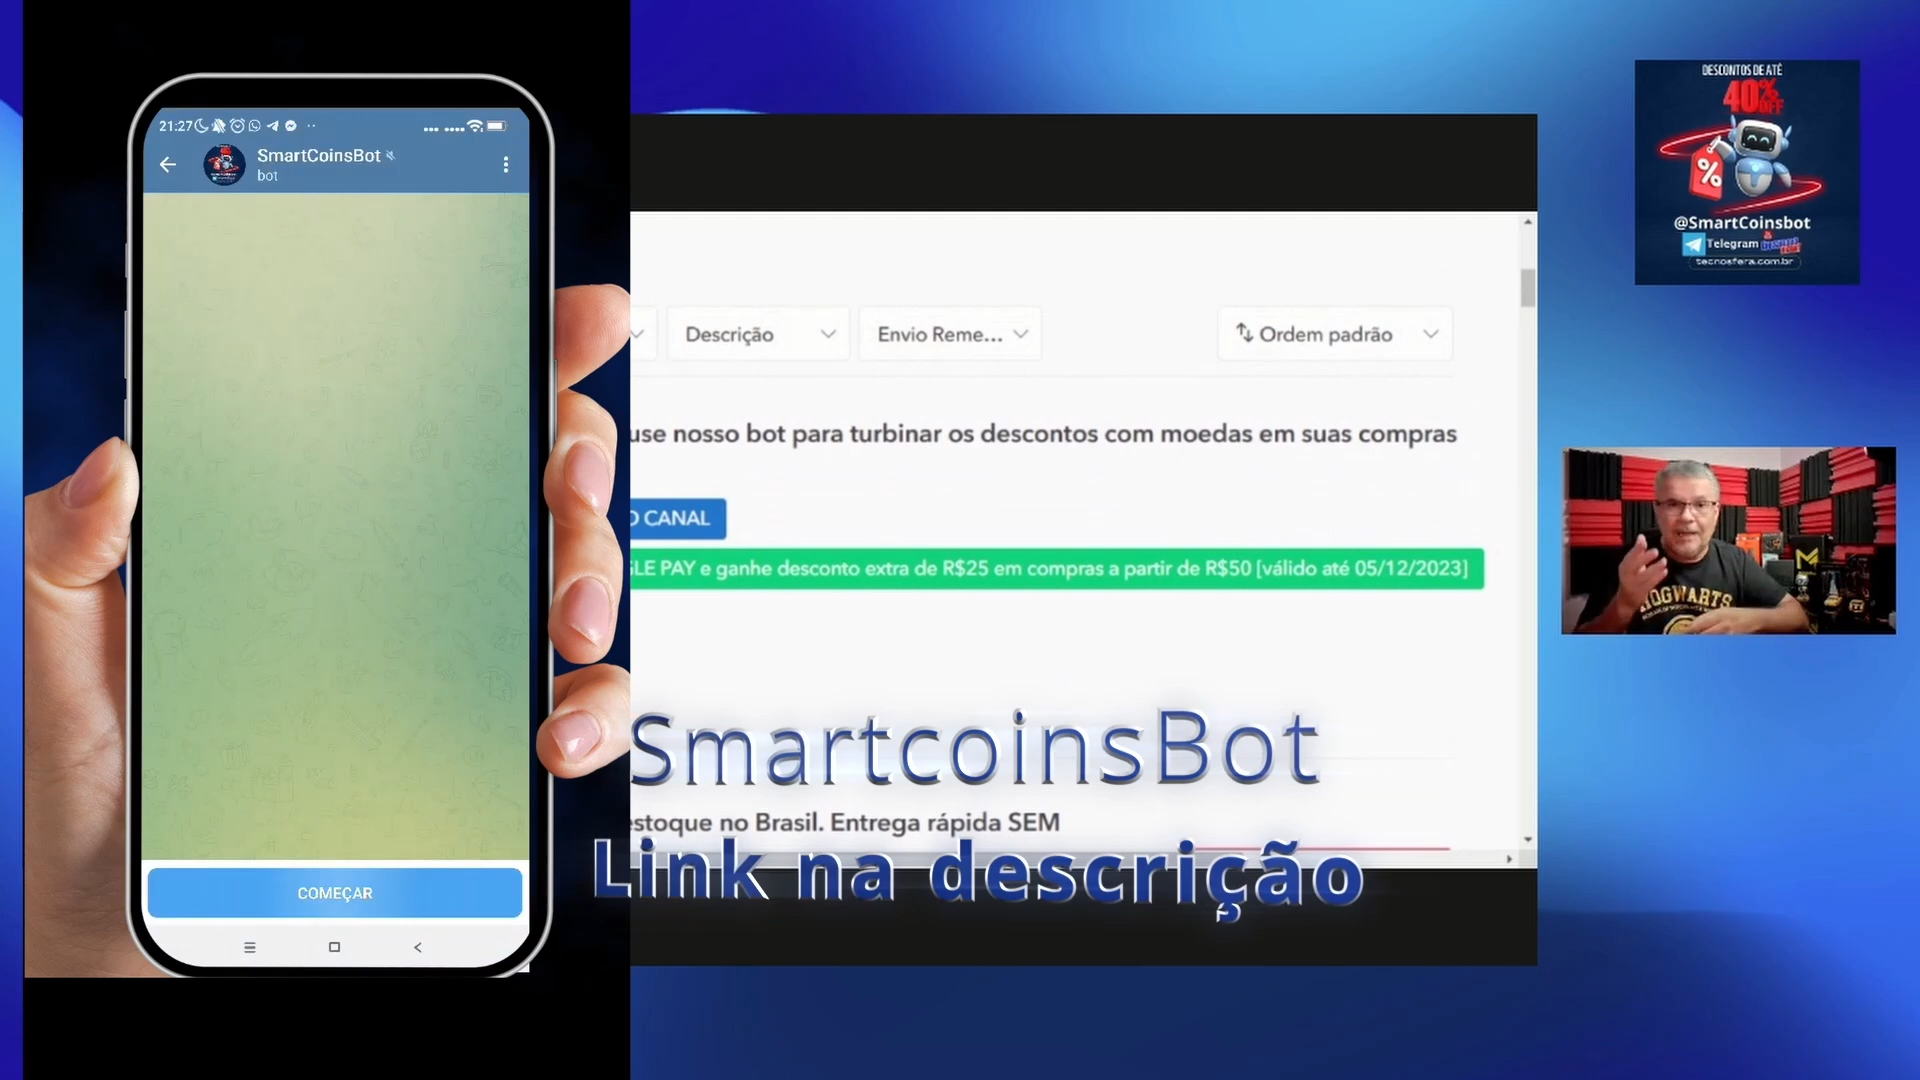 21:27
SmartCoinsBot
bot
COMEÇAR
Descrição
Envio Reme...
Ordem padrão
use nosso bot para turbinar os descontos com moedas em suas compras
O CANAL
GLE PAY e ganhe desconto extra de R$25 em compras a partir de R$50 [válido até 05/12/2023]
SmartcoinsBot
estoque no Brasil. Entrega rápida SEM
Link na descrição
DESCONTOS DE ATÉ
40%
OFF
%
@SmartCoinsbot
Telegram
tecnosfera.com.br
HOGWARTS